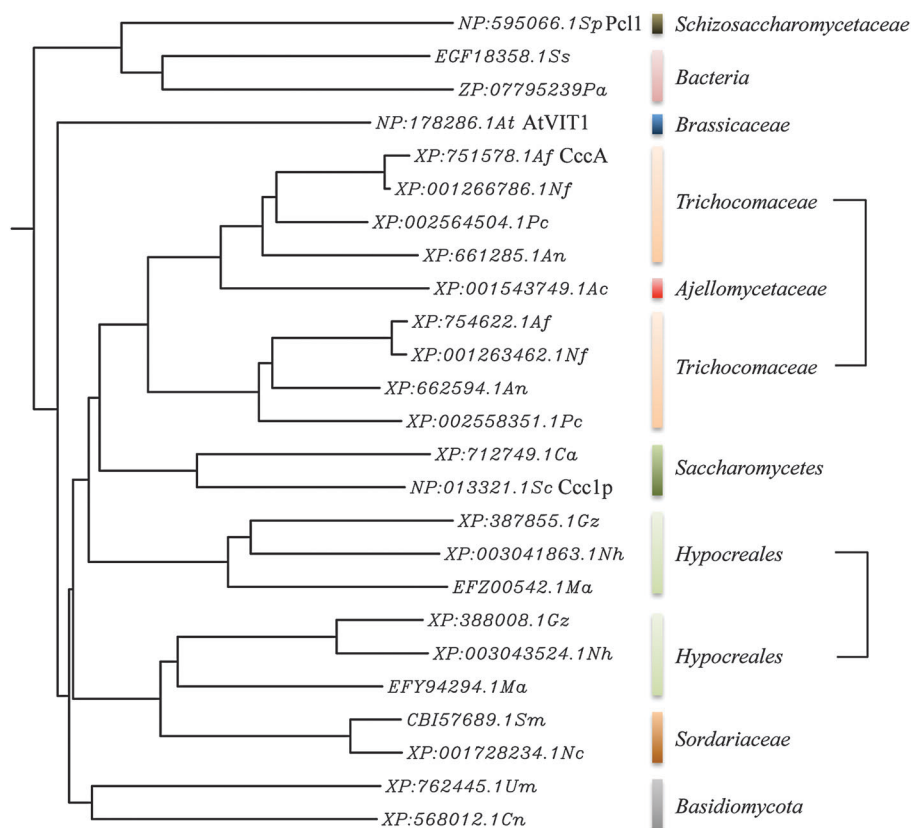 NP:595066.1Sp Pcl1 Schizosaccharomycetaceae
EGF18358.1Ss
Bacteria
ZP:07795239Pa
NP:178286.1At AtVIT1 Brassicaceae
XP:751578.1Af CccA
XP:001266786.1Nf
Trichocomaceae
XP:002564504.1Pc
XP:661285.1An
XP:001543749.1Ac Ajellomycetaceae
XP:754622.1Af
XP:001263462.1Nf
Trichocomaceae
XP:662594.1An
XP:002558351.1Pc
XP:712749.1Ca
Saccharomycetes
NP:013321.1Sc Ccc1p
XP:387855.1Gz
XP:003041863.1Nh Hypocreales
EFZ00542.1Ma
XP:388008.1Gz
XP:003043524.1Nh Hypocreales
EFY94294.1Ma
CBI57689.1Sm
Sordariaceae
XP:001728234.1Nc
XP:762445.1Um
Basidiomycota
XP:568012.1Cn